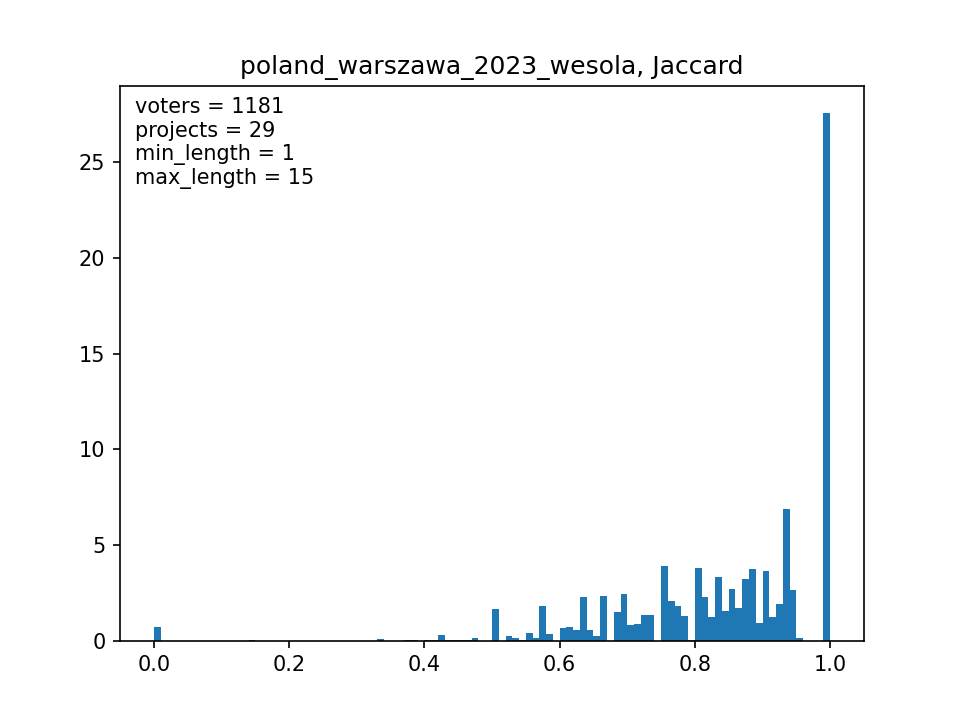 poland_warszawa_2023_wesola, Jaccard
voters = 1181
projects = 29
min_length = 1
max_length = 15
25
20
15
10
5
0
0.0 0.2 0.4 0.6 0.8 1.0